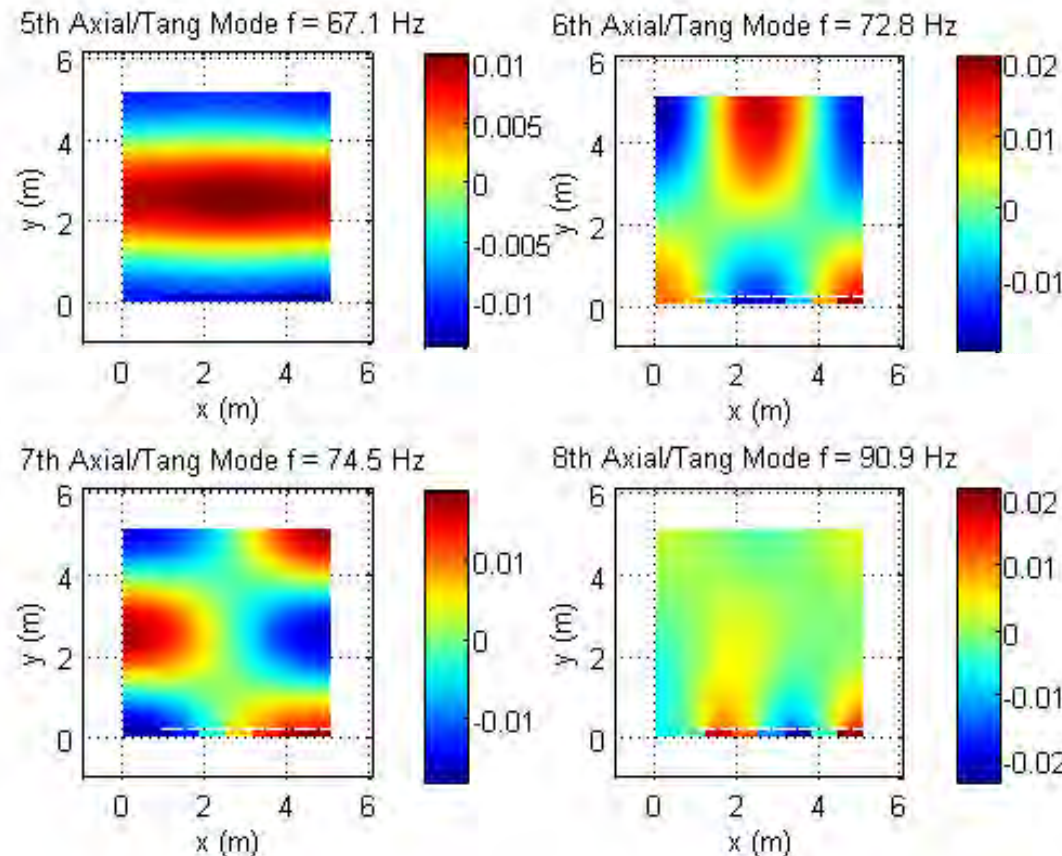 5th Axial/Tang Mode f = 67.1 Hz
6
4
2
0
y (m)
0 2 4 6
x (m)
0.01
0.005
0
-0.005
-0.01
6th Axial/Tang Mode f = 72.8 Hz
6
4
2
0
y (m)
0 2 4 6
x (m)
0.02
0.01
0
-0.01
7th Axial/Tang Mode f = 74.5 Hz
6
4
2
0
y (m)
0 2 4 6
x (m)
0.01
0
-0.01
8th Axial/Tang Mode f = 90.9 Hz
6
4
2
0
y (m)
0 2 4 6
x (m)
0.02
0.01
0
-0.01
-0.02